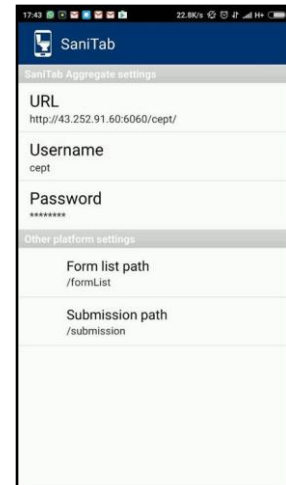 17:43 22.8K/s H+
SaniTab
SaniTab Aggregate settings
URL
http://43.252.91.60:6060/cept/
Username
cept
Password
********
Other platform settings
Form list path
/formList
Submission path
/submission